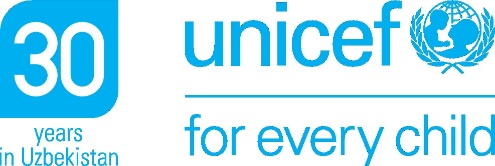 30
years
in Uzbekistan
unicef
for every child